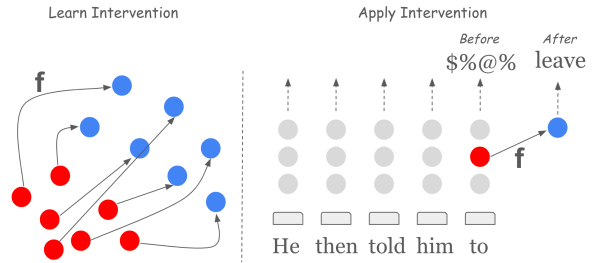 Learn Intervention
f
Apply Intervention
Before After
$%@% leave
f
He then told him to